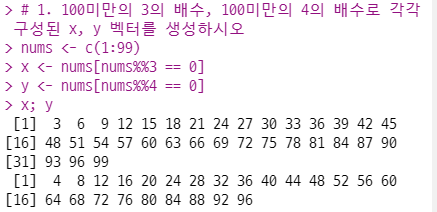 > # 1. 100미만의 3의 배수, 100미만의 4의 배수로 각각
구성된 x, y 벡터를 생성하시오
> nums <- c(1:99)
> x <- nums[nums%%3 == 0]
> y <- nums[nums%%4 == 0]
> x; y
[1] 3 6 9 12 15 18 21 24 27 30 33 36 39 42 45
[16] 48 51 54 57 60 63 66 69 72 75 78 81 84 87 90
[31] 93 96 99
[1] 4 8 12 16 20 24 28 32 36 40 44 48 52 56 60
[16] 64 68 72 76 80 84 88 92 96